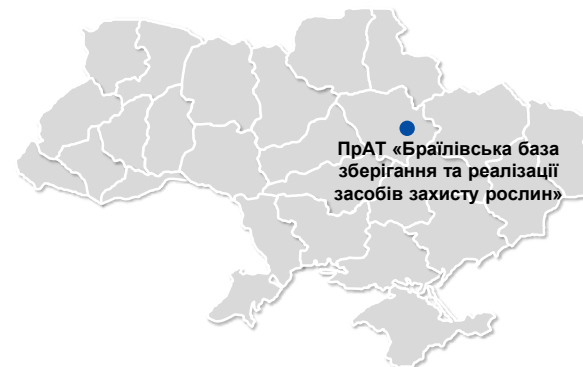 ПрАТ «Браїлівська база
зберігання та реалізації
засобів захисту рослин»